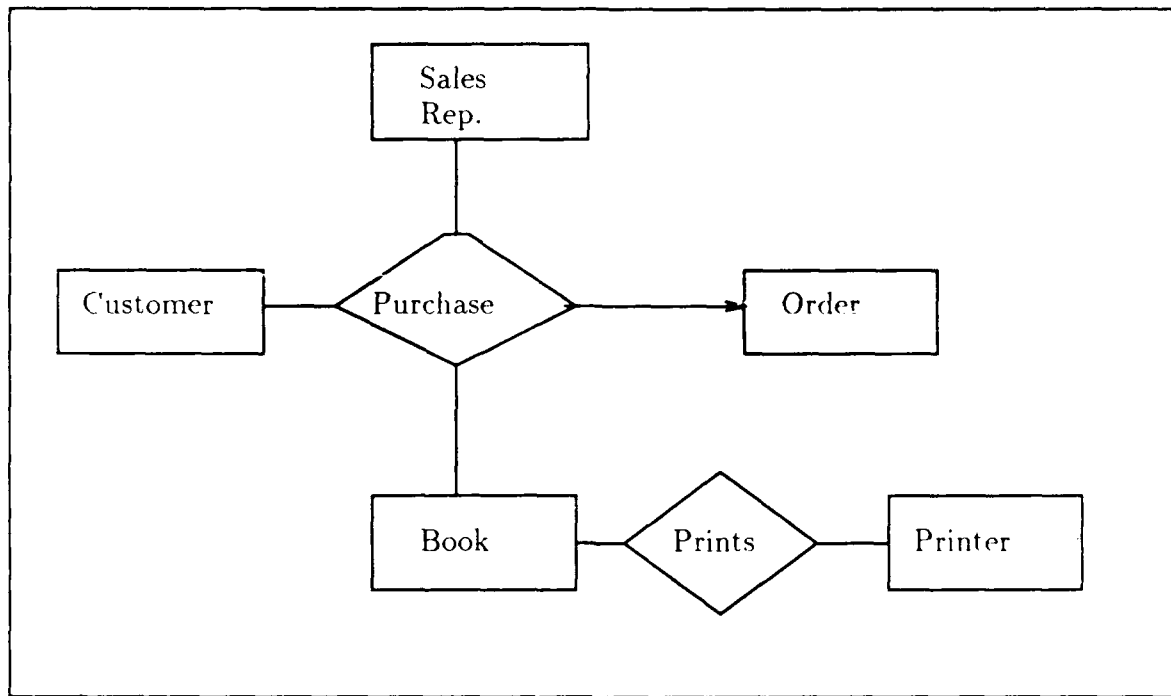 Sales
Rep.
Customer
Purchase
Order
Book
Prints
Printer